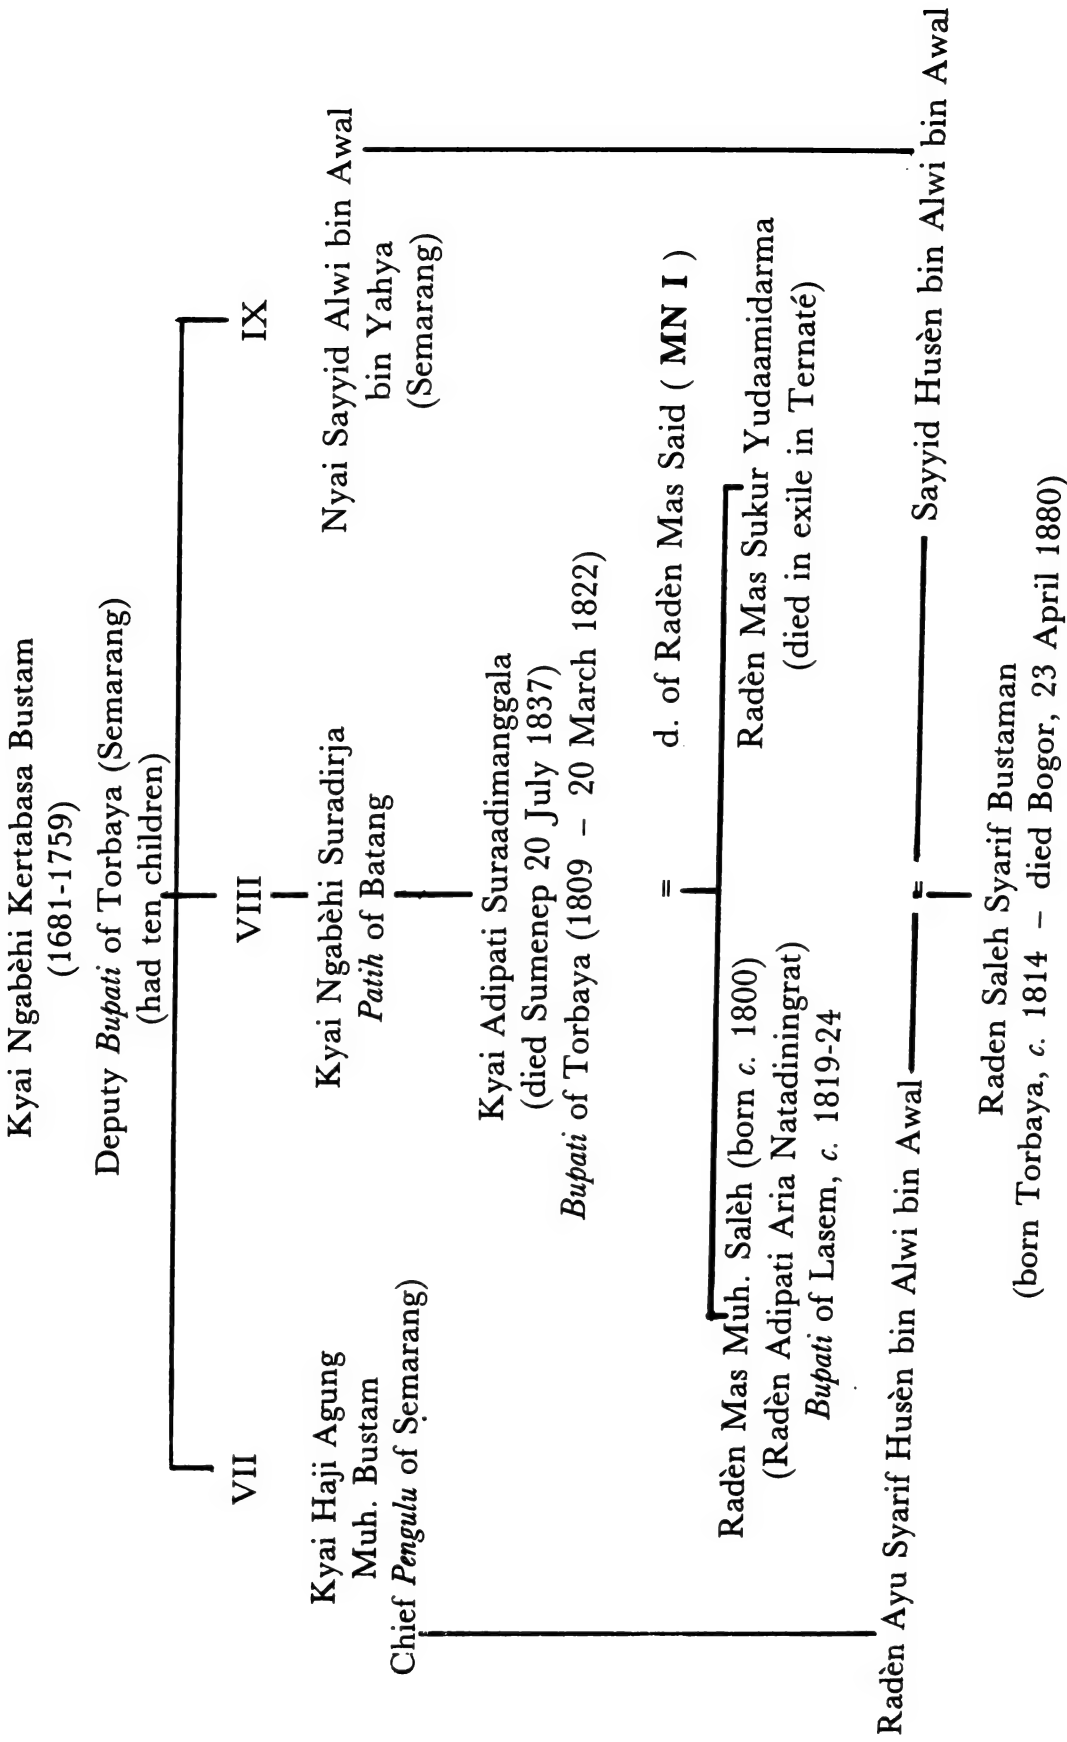 Kyai Ngabèhi Kertabasa Bustam
(1681-1759)
Deputy Bupati of Torbaya (Semarang)
(had ten children)
VII
VIII
IX
Kyai Haji Agung
Muh. Bustam
Chief Pengulu of Semarang)
Kyai Ngabèhi Suradirja
Patih of Batang
Nyai Sayyid Alwi bin Awal
bin Yahya
(Semarang)
Kyai Adipati Suraadimanggala
(died Sumenep 20 July 1837)
Bupati of Torbaya (1809 – 20 March 1822)
= d. of Radèn Mas Said ( MN I )
Radèn Mas Muh. Salèh (born c. 1800)
(Radèn Adipati Aria Natadiningrat)
Bupati of Lasem, c. 1819-24
Radèn Mas Sukur Yudaamidarma
(died in exile in Ternaté)
Radèn Ayu Syarif Husèn bin Alwi bin Awal = Sayyid Husèn bin Alwi bin Awal
Raden Saleh Syarif Bustaman
(born Torbaya, c. 1814 – died Bogor, 23 April 1880)